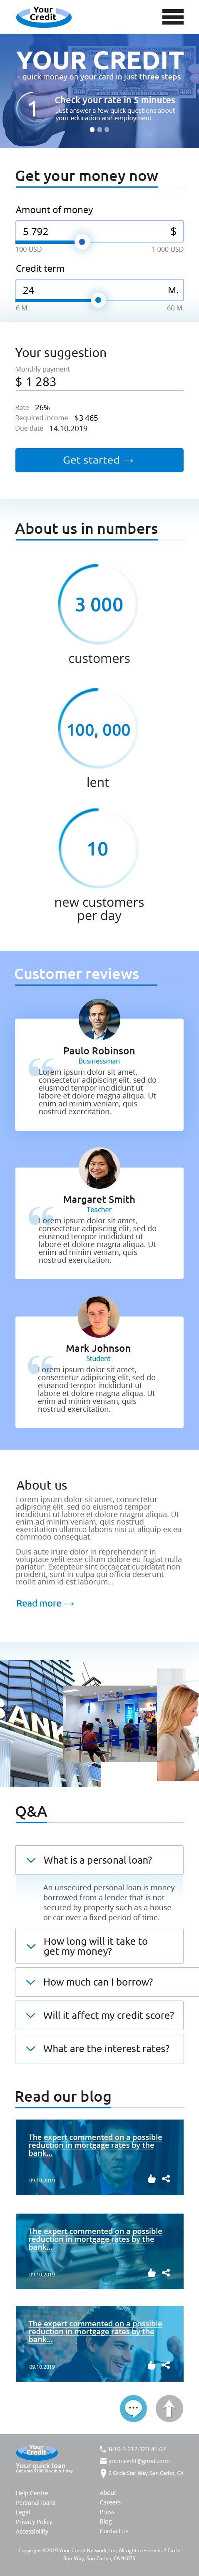 Your
Credit
YOUR CREDIT
- quick money on your card in just three steps
1
Check your rate in 5 minutes
Just answer a few quick questions about
your education and employment
Get your money now
Amount of money
5 792 $
100 USD 1 000 USD
Credit term
24 M.
6 M. 60 M.
Your suggestion
Monthly payment
$ 1 283
Rate 26%
Required income $3 465
Due date 14.10.2019
Get started →
About us in numbers
3 000
customers
100, 000
lent
10
new customers
per day
Customer reviews
Paulo Robinson
Businessman
Lorem ipsum dolor sit amet,
consectetur adipiscing elit, sed do
eiusmod tempor incididunt ut
labore et dolore magna aliqua. Ut
enim ad minim veniam, quis
nostrud exercitation.
Margaret Smith
Teacher
Lorem ipsum dolor sit amet,
consectetur adipiscing elit, sed do
eiusmod tempor incididunt ut
labore et dolore magna aliqua. Ut
enim ad minim veniam, quis
nostrud exercitation.
Mark Johnson
Student
Lorem ipsum dolor sit amet,
consectetur adipiscing elit, sed do
eiusmod tempor incididunt ut
labore et dolore magna aliqua. Ut
enim ad minim veniam, quis
nostrud exercitation.
About us
Lorem ipsum dolor sit amet, consectetur
adipiscing elit, sed do eiusmod tempor
incididunt ut labore et dolore magna aliqua. Ut
enim ad minim veniam, quis nostrud
exercitation ullamco laboris nisi ut aliquip ex ea
commodo consequat.
Duis aute irure dolor in reprehenderit in
voluptate velit esse cillum dolore eu fugiat nulla
pariatur. Excepteur sint occaecat cupidatat non
proident, sunt in culpa qui officia deserunt
mollit anim id est laborum...
Read more →
Q&A
What is a personal loan?
An unsecured personal loan is money
borrowed from a lender that is not
secured by property such as a house
or car over a fixed period of time.
How long will it take to
get my money?
How much can I borrow?
Will it affect my credit score?
What are the interest rates?
Read our blog
The expert commented on a possible
reduction in mortgage rates by the
bank...
09.10.2019
The expert commented on a possible
reduction in mortgage rates by the
bank...
09.10.2019
The expert commented on a possible
reduction in mortgage rates by the
bank...
09.10.2019
Your
Credit
Your quick loan
8-10-1-212-123 45 67
yourcredit@gmail.com
2 Circle Star Way, San Carlos, CA
Help Centre
Personal loans
Legal
Privacy Policy
Accessibility
About
Careers
Press
Blog
Contact us
Copyright ©2019 Your Credit Network, Inc. All rights reserved. 2 Circle
Star Way, San Carlos, CA 94070